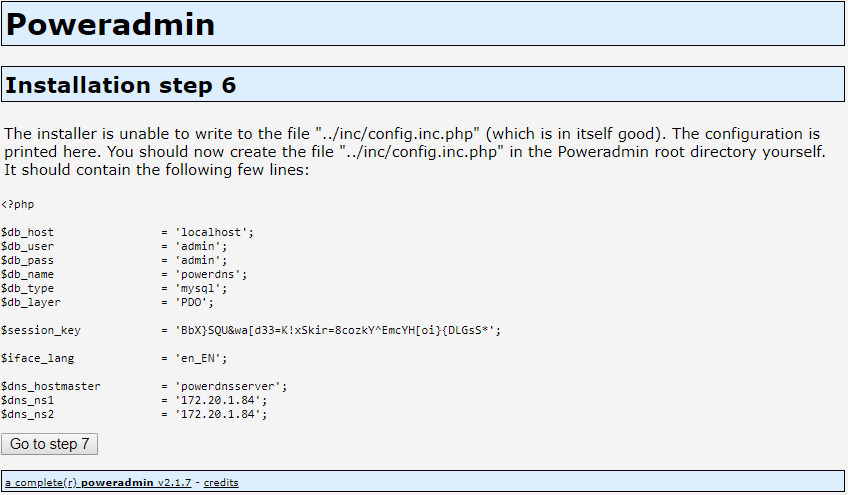 Poweradmin
Installation step 6
The installer is unable to write to the file "../inc/config.inc.php" (which is in itself good). The configuration is
printed here. You should now create the file "../inc/config.inc.php" in the Poweradmin root directory yourself.
It should contain the following few lines:
<?php
$db_host = 'localhost';
$db_user = 'admin';
$db_pass = 'admin';
$db_name = 'powerdns';
$db_type = 'mysql';
$db_layer = 'PDO';
$session_key = 'BbX}SQU&wa[d33=K!xSkir=8cozkY^EmcYH[oi}{DLGsS*';
$iface_lang = 'en_EN';
$dns_hostmaster = 'powerdnsserver';
$dns_ns1 = '172.20.1.84';
$dns_ns2 = '172.20.1.84';
Go to step 7
a complete(r) poweradmin v2.1.7 - credits